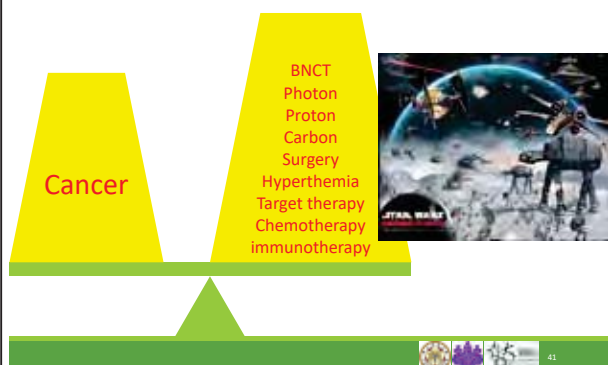 Cancer
BNCT
Photon
Proton
Carbon
Surgery
Hyperthemia
Target therapy
Chemotherapy
immunotherapy
STAR WARS
41